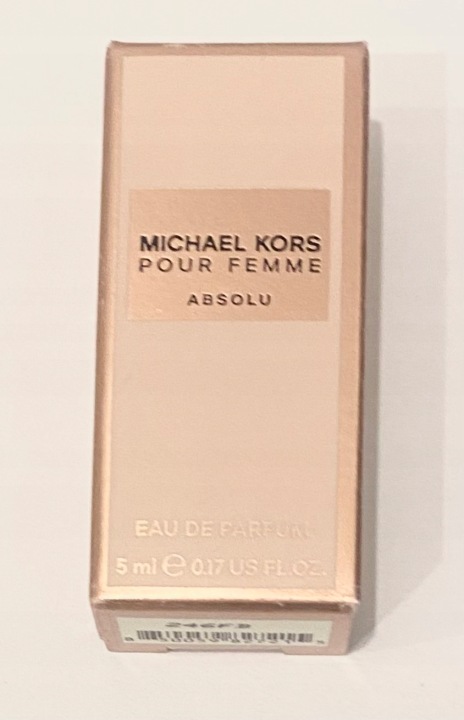 MICHAEL KORS
POUR FEMME
ABSOLU
EAU DE PARFUM
5 ml ℮ 0.17 US FL.OZ.